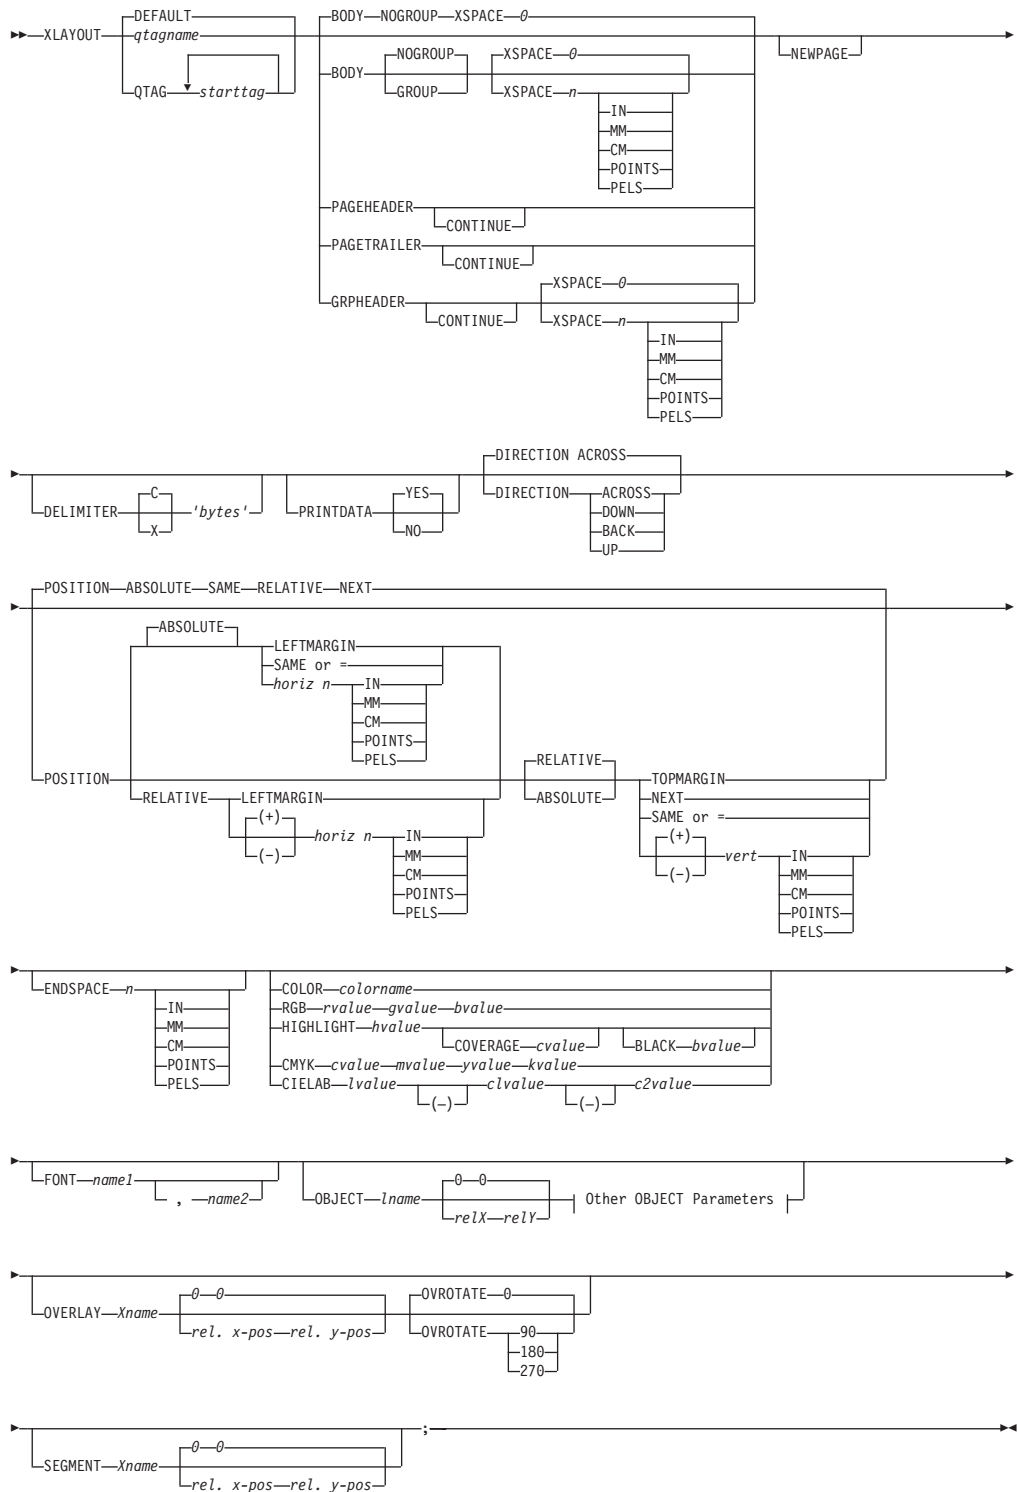 DEFAULT BODY NOGROUP XSPACE 0
XLAYOUT qtagname NEWPAGE
QTAG starttag
NOGROUP XSPACE 0
BODY
GROUP XSPACE n
IN
MM
CM
POINTS
PELS
PAGEHEADER
CONTINUE
PAGETRAILER
CONTINUE
XSPACE 0
GRPHEADER
CONTINUE XSPACE n
IN
MM
CM
POINTS
PELS
DIRECTION ACROSS
C YES
DELIMITER 'bytes' PRINTDATA DIRECTION ACROSS
X NO DOWN
BACK
UP
POSITION ABSOLUTE SAME RELATIVE NEXT
ABSOLUTE
LEFTMARGIN
SAME or =
horiz n IN
MM
CM
POINTS
PELS
RELATIVE
POSITION TOPMARGIN
RELATIVE LEFTMARGIN ABSOLUTE NEXT
(+) SAME or =
horiz n IN (+)
(−) MM vert IN
CM (−) MM
POINTS CM
PELS POINTS
PELS
ENDSPACE n COLOR colorname
IN RGB rvalue gvalue bvalue
MM HIGHLIGHT hvalue
CM COVERAGE cvalue BLACK bvalue
POINTS CMYK cvalue mvalue yvalue kvalue
PELS CIELAB lvalue clvalue c2value
(−) (−)
FONT name1 0 0
, name2 OBJECT lname Other OBJECT Parameters
relX relY
0 0 OVROTATE 0
OVERLAY Xname
rel. x-pos rel. y-pos OVROTATE 90
180
270
;
0 0
SEGMENT Xname
rel. x-pos rel. y-pos